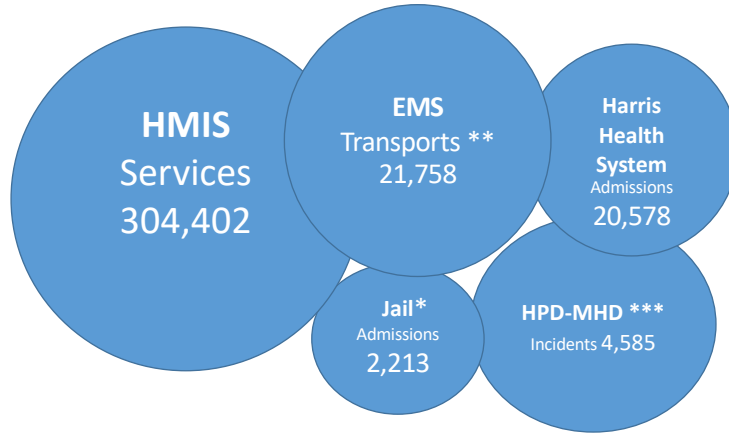 HMIS
Services
304,402
EMS
Transports **
21,758
Harris
Health
System
Admissions
20,578
Jail*
Admissions
2,213
HPD-MHD ***
Incidents 4,585